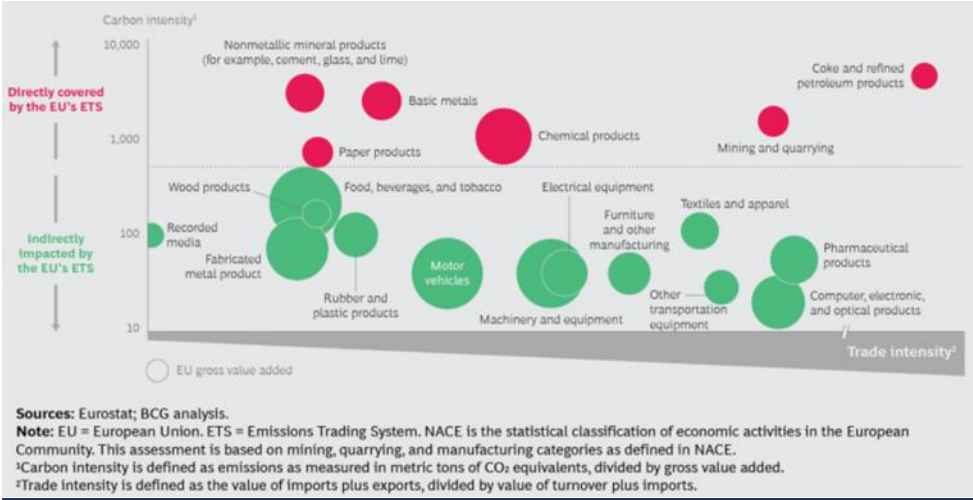 Carbon intensity¹
10,000
Nonmetallic mineral products
(for example, cement, glass, and lime)
Coke and refined
petroleum products
Directly covered
by the EU's ETS
Basic metals
1,000
Chemical products
Mining and quarrying
Paper products
Wood products
Food, beverages, and tobacco
Electrical equipment
Textiles and apparel
Furniture
and other
manufacturing
100
Recorded
media
Indirectly
impacted by
the EU's ETS
Fabricated
metal product
Motor
vehicles
Pharmaceutical
products
Rubber and
plastic products
Other
transportation
equipment
Computer, electronic,
and optical products
Machinery and equipment
10
Trade intensity²
EU gross value added
Sources: Eurostat; BCG analysis.
Note: EU = European Union. ETS = Emissions Trading System. NACE is the statistical classification of economic activities in the European
Community. This assessment is based on mining, quarrying, and manufacturing categories as defined in NACE.
¹Carbon intensity is defined as emissions as measured in metric tons of CO₂ equivalents, divided by gross value added.
²Trade intensity is defined as the value of imports plus exports, divided by value of turnover plus imports.